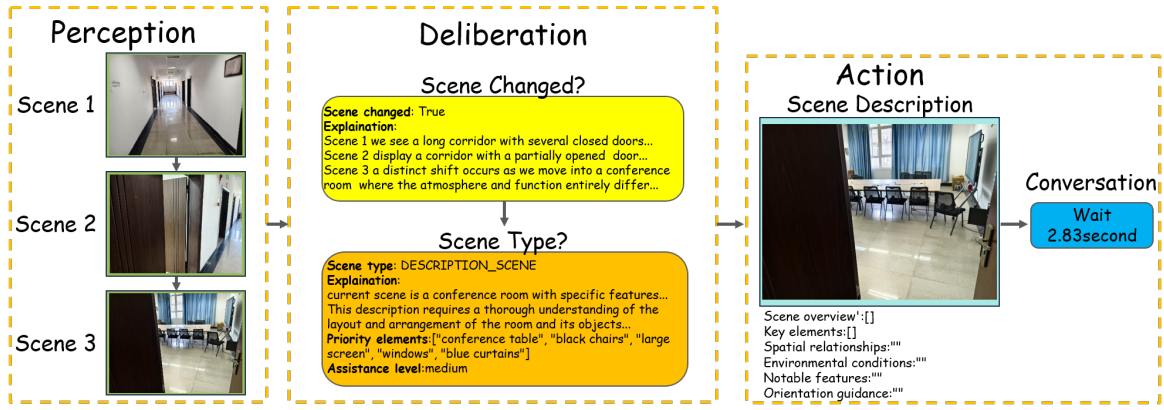 Perception
Scene 1
Scene 2
Scene 3
Deliberation
Scene Changed?
Scene changed: True
Explaination:
Scene 1 we see a long corridor with several closed doors...
Scene 2 display a corridor with a partially opened door...
Scene 3 a distinct shift occurs as we move into a conference
room where the atmosphere and function entirely differ...
Scene Type?
Scene type: DESCRIPTION_SCENE
Explaination:
current scene is a conference room with specific features...
This description requires a thorough understanding of the
layout and arrangement of the room and its objects...
Priority elements:["conference table", "black chairs", "large
screen", "windows", "blue curtains"]
Assistance level:medium
Action
Scene Description
Scene overview':[]
Key elements:[]
Spatial relationships:""
Environmental conditions:""
Notable features:""
Orientation guidance:""
Conversation
Wait
2.83second